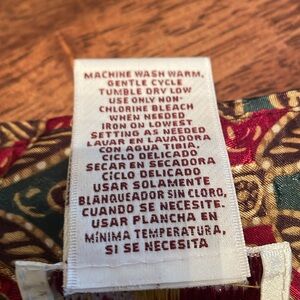 MACHINE WASH WARM,
GENTLE CYCLE
TUMBLE DRY LOW
USE ONLY NON-
CHLORINE BLEACH
WHEN NEEDED
IRON ON LOWEST
SETTING AS NEEDED
LAVAR EN LAVADORA
CON AGUA TIBIA,
CICLO DELICADO
SECAR EN SECADORA
CICLO DELICADO
USAR SOLAMENTE
BLANQUEADOR SIN CLORO,
CUANDO SE NECESITE.
USAR PLANCHA EN
MÍNIMA TEMPERATURA,
SI SE NECESITA